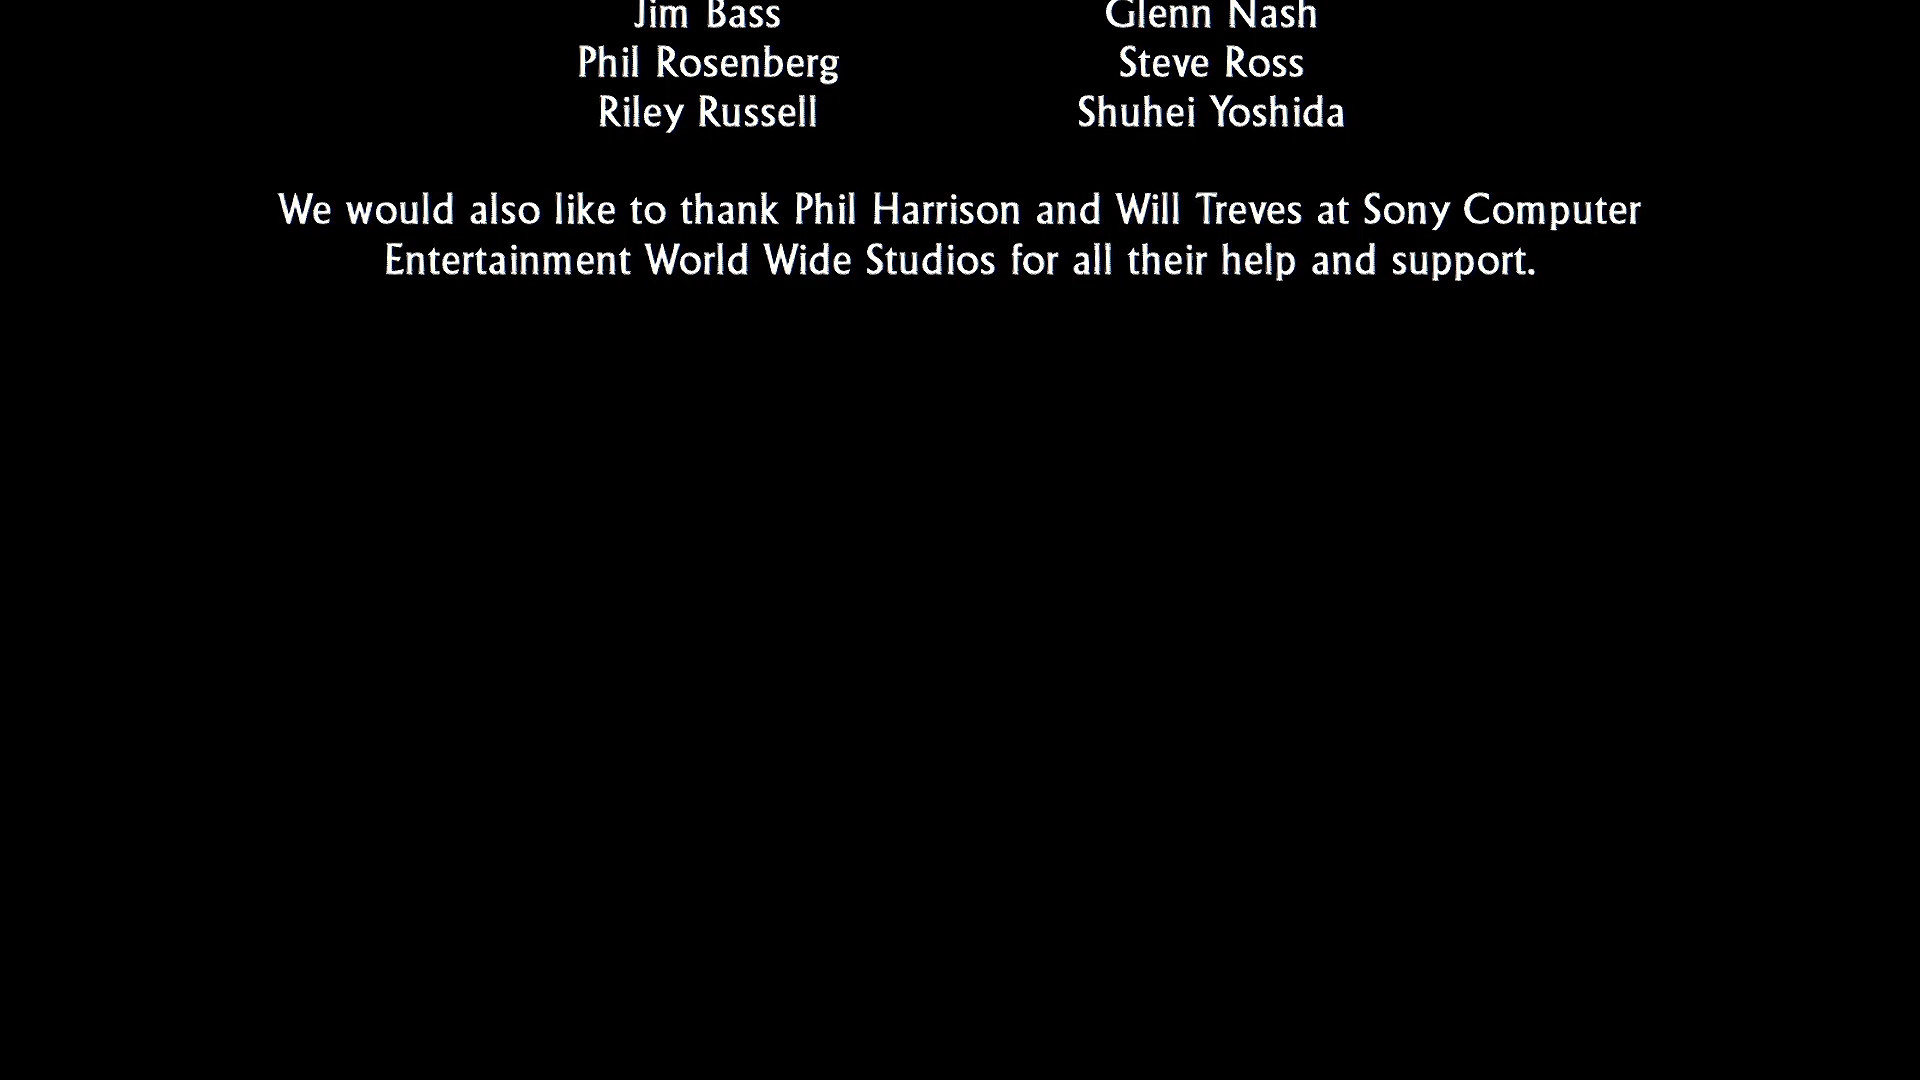 Jim Bass Glenn Nash
Phil Rosenberg Steve Ross
Riley Russell Shuhei Yoshida
We would also like to thank Phil Harrison and Will Treves at Sony Computer
Entertainment World Wide Studios for all their help and support.